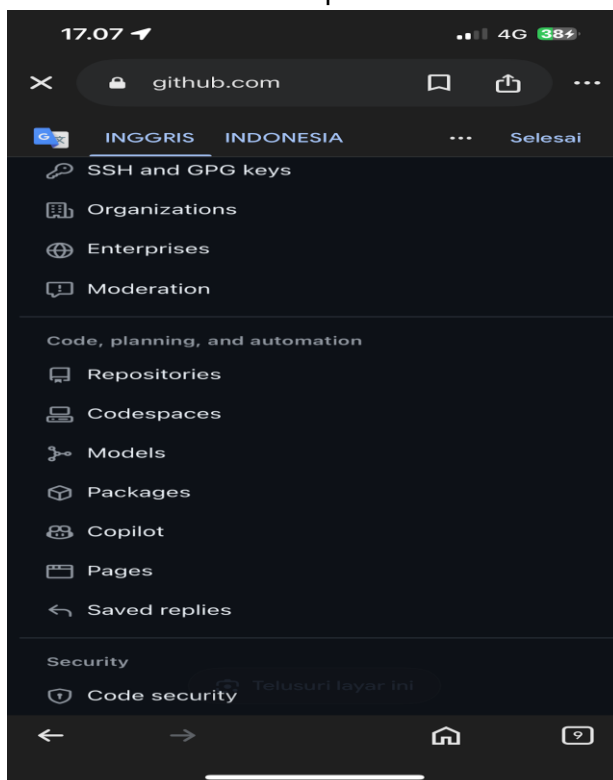 17.07
4G 38
github.com
INGGRIS INDONESIA Selesai
SSH and GPG keys
Organizations
Enterprises
Moderation
Code, planning, and automation
Repositories
Codespaces
Models
Packages
Copilot
Pages
Saved replies
Security
Telusuri layar ini
Code security
9